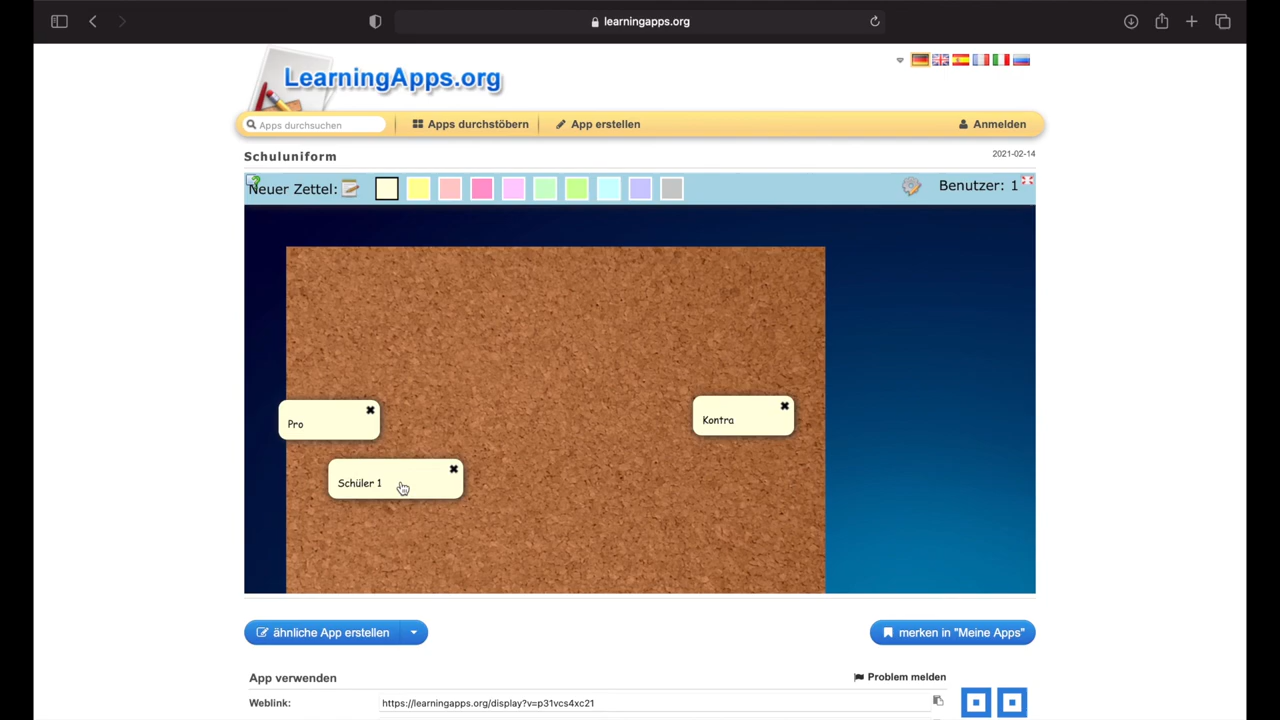 learningapps.org
LearningApps.org
Apps durchsuchen
Apps durchstöbern
App erstellen
Anmelden
Schuluniform
2021-02-14
Neuer Zettel:
Benutzer: 1
Pro
Kontra
Schüler 1
ähnliche App erstellen
merken in "Meine Apps"
App verwenden
Problem melden
Weblink:
https://learningapps.org/display?v=p31vcs4xc21